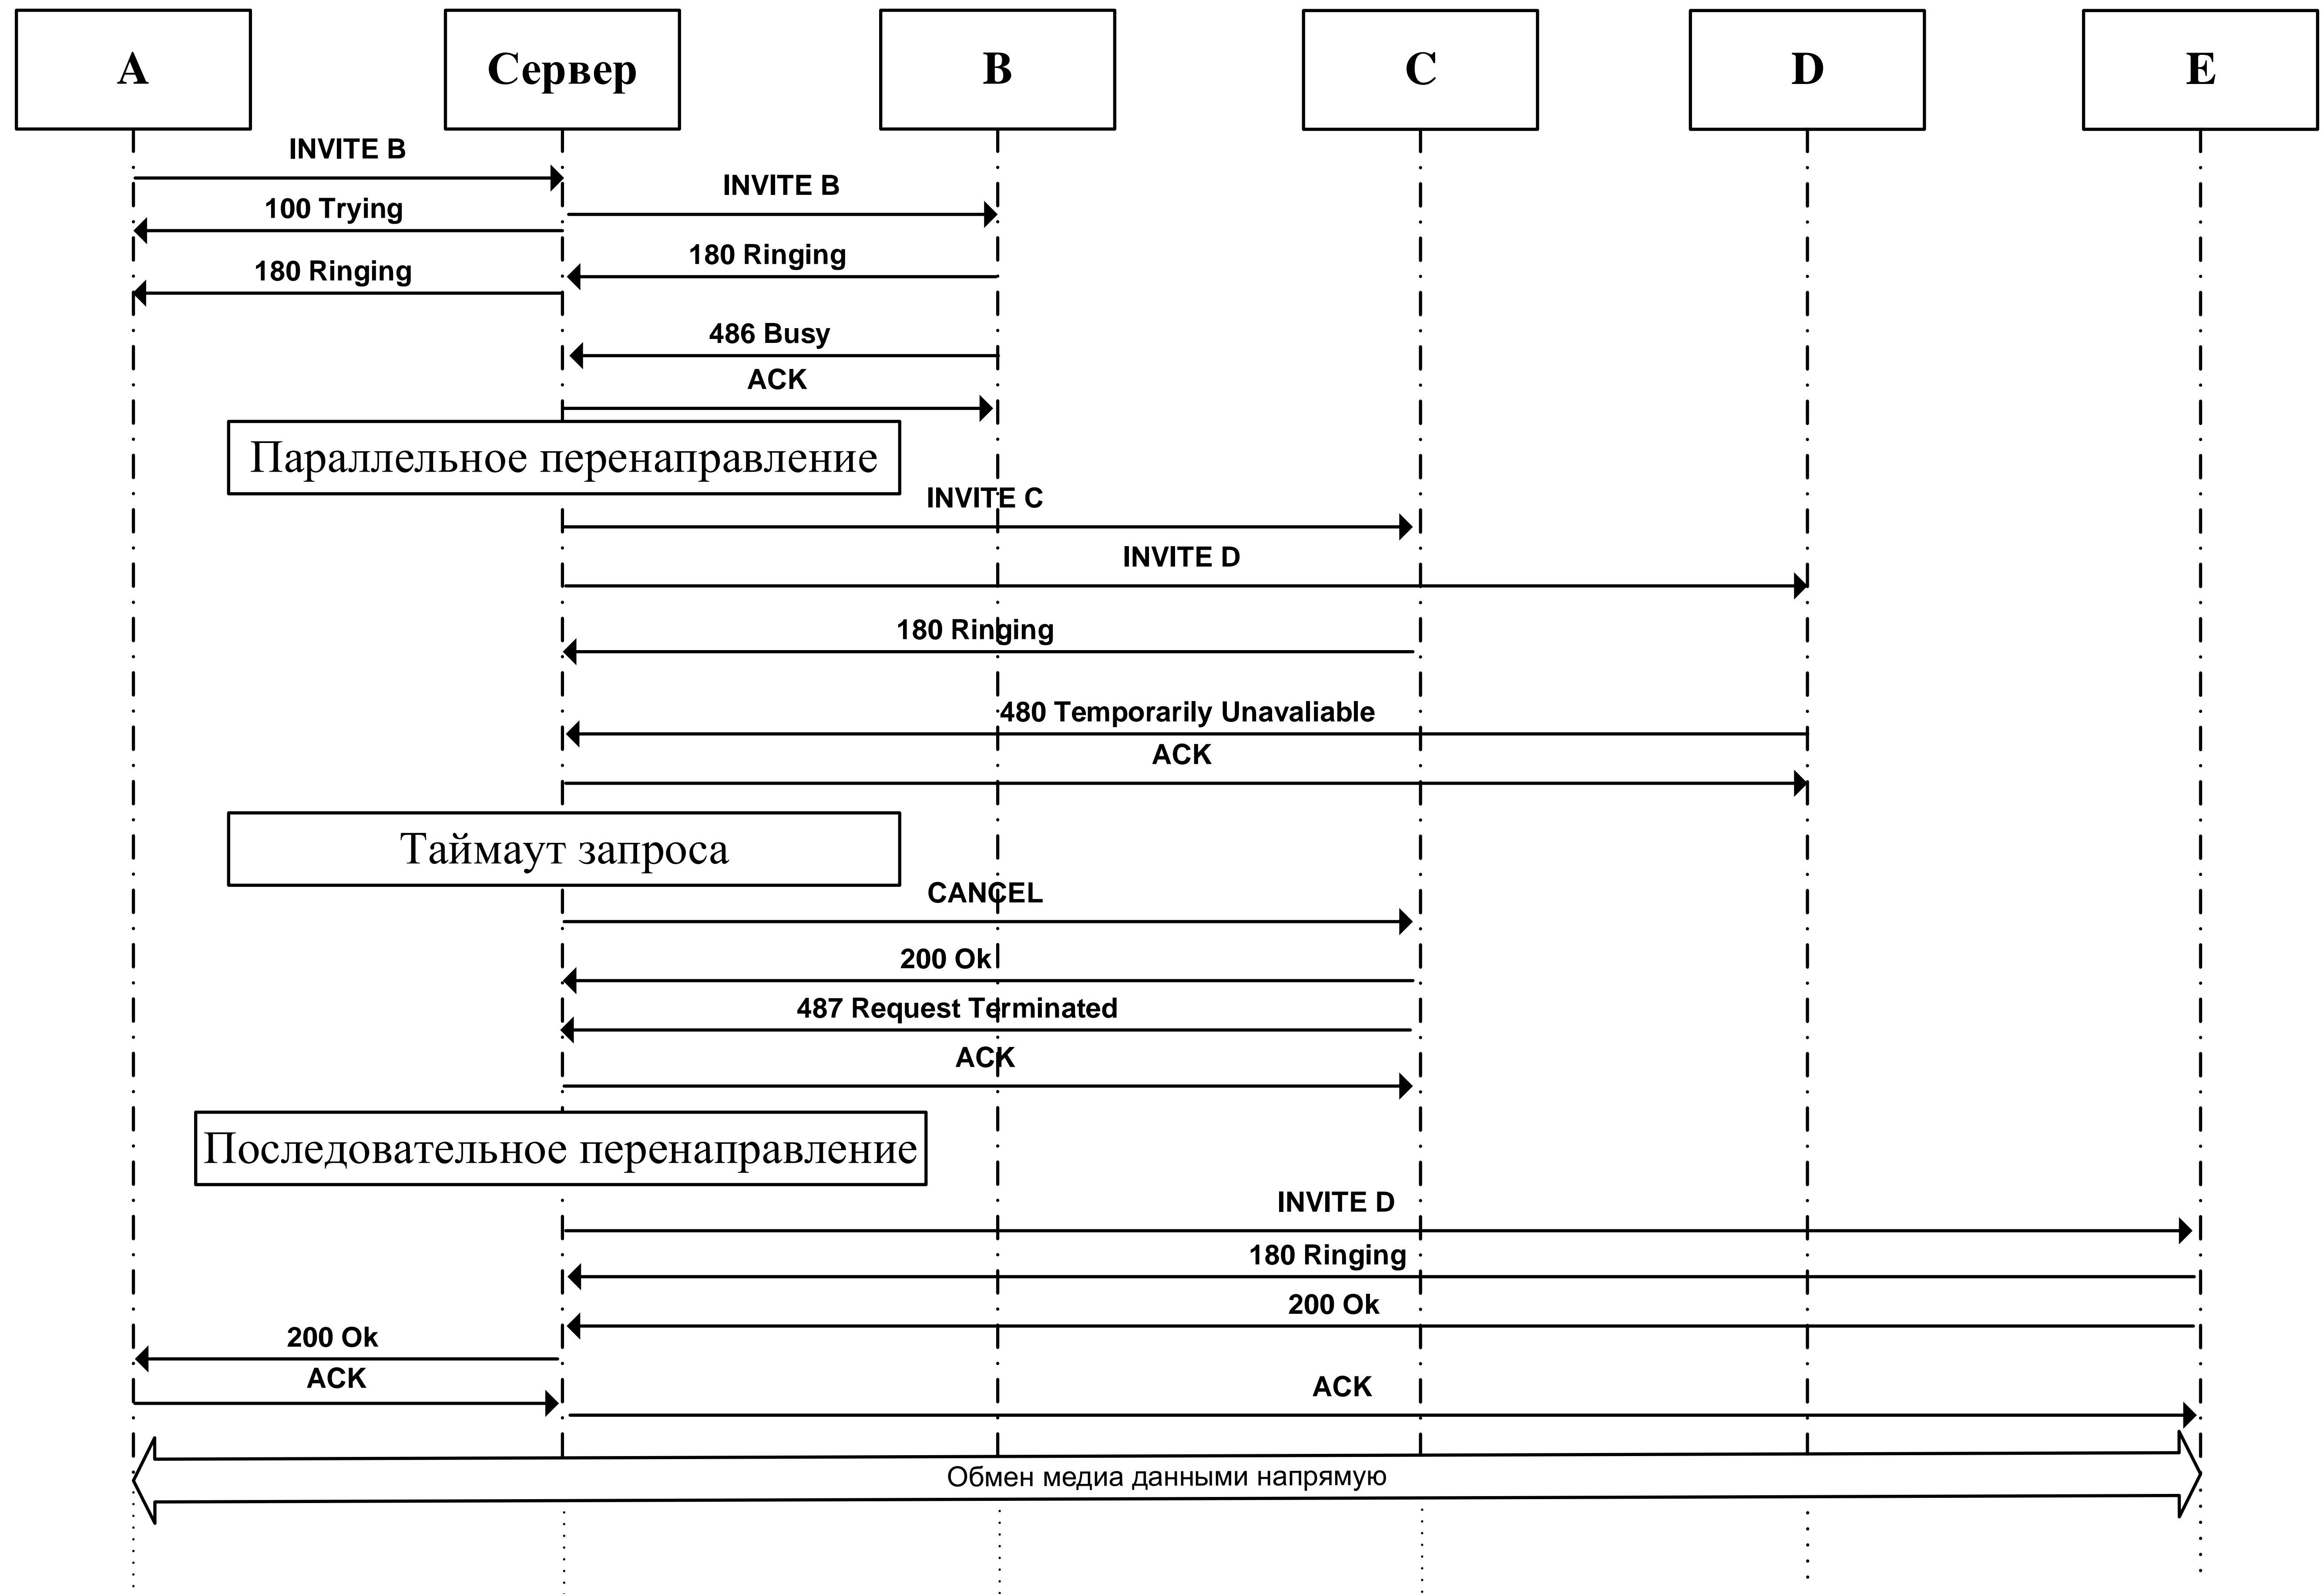 A
Сервер
B
C
D
E
INVITE B
INVITE B
100 Trying
180 Ringing
180 Ringing
486 Busy
ACK
Параллельное перенаправление
INVITE C
INVITE D
180 Ringing
480 Temporarily Unavaliable
ACK
Таймаут запроса
CANCEL
200 Ok
487 Request Terminated
ACK
Последовательное перенаправление
INVITE D
180 Ringing
200 Ok
200 Ok
ACK
ACK
Обмен медиа данными напрямую